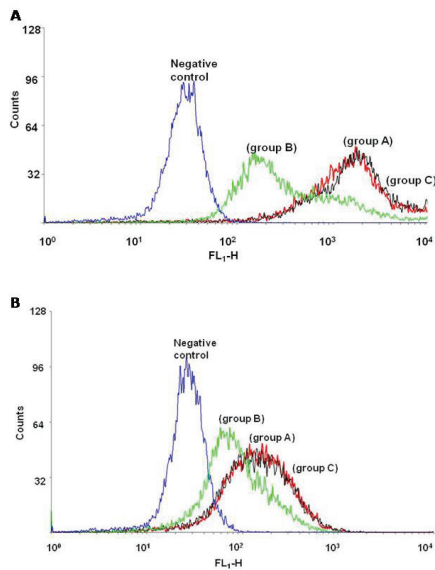 A
128
96
64
32
Counts
Negative
control
(group B)
(group A)
(group C)
10⁰
10¹
10²
10³
10⁴
FL₁-H
B
128
96
64
32
Counts
Negative
control
(group B)
(group A)
(group C)
10⁰
10¹
10²
10³
10⁴
FL₁-H